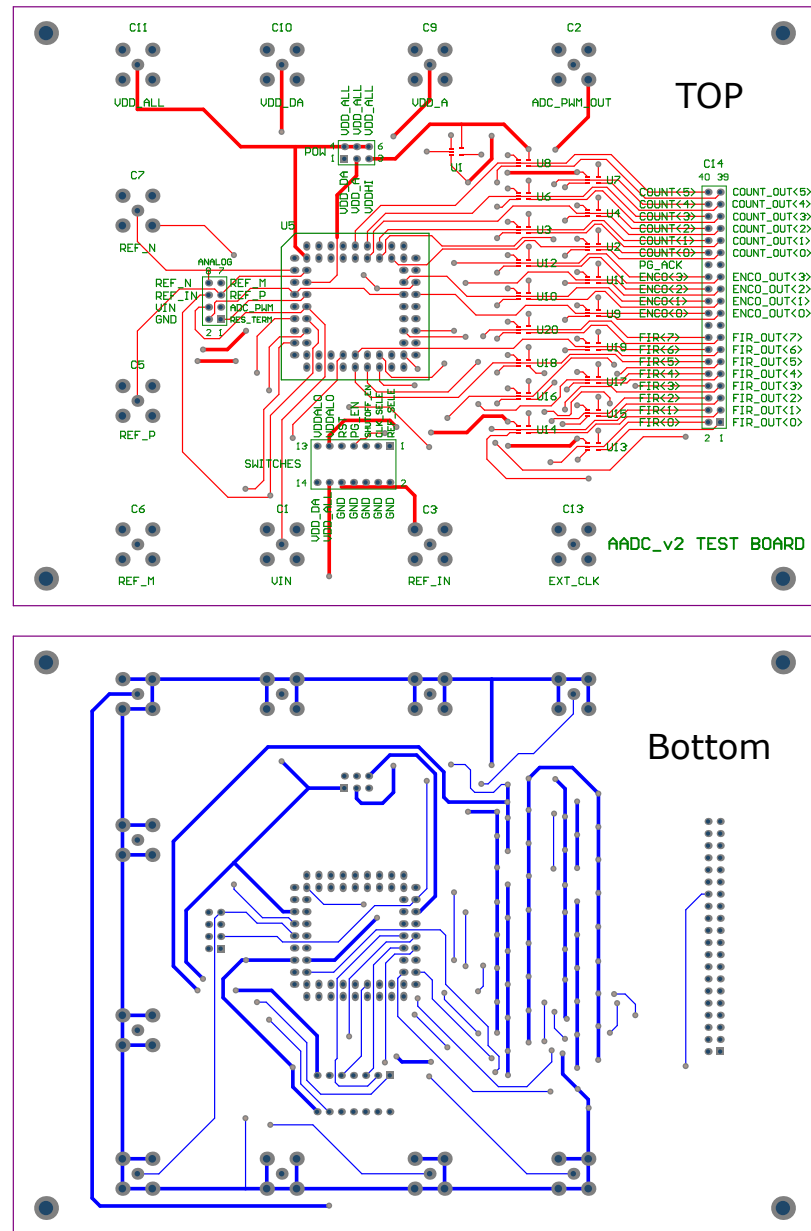 C11 C10 C9 C2
TOP
VDD_ALL VDD_DA VDD_A ADC_PWM_OUT
VDD_ALL
VDD_ALL
VDD_ALL
POW
4 6
1 3
VDD_DA
VDD_A
VDDHI
U1
U8
U7
U6
U4
U3
U2
U12
U11
U10
U9
U20
U19
U18
U17
U16
U15
U14
U13
C14
40 39
COUNT<5> COUNT_OUT<5>
COUNT<4> COUNT_OUT<4>
COUNT<3> COUNT_OUT<3>
COUNT<2> COUNT_OUT<2>
COUNT<1> COUNT_OUT<1>
COUNT<0> COUNT_OUT<0>
PG_ACK
ENCO<3> ENCO_OUT<3>
ENCO<2> ENCO_OUT<2>
ENCO<1> ENCO_OUT<1>
ENCO<0> ENCO_OUT<0>
FIR<7> FIR_OUT<7>
FIR<6> FIR_OUT<6>
FIR<5> FIR_OUT<5>
FIR<4> FIR_OUT<4>
FIR<3> FIR_OUT<3>
FIR<2> FIR_OUT<2>
FIR<1> FIR_OUT<1>
FIR<0> FIR_OUT<0>
2 1
C7
REF_N
U5
ANALOG
8 7
REF_N REF_M
REF_IN REF_P
VIN ADC_PWM
GND RES_TERM
2 1
C5
REF_P
VDDALO
VDDALO
RST
PG_EN
SHUTOFF_EN
CLK_SELE
REF_SELE
13 1
SWITCHES
14 2
VDD_DA
VDD_ALL
GND
GND
GND
GND
GND
C6 C1 C3 C13
AADC_v2 TEST BOARD
REF_M VIN REF_IN EXT_CLK
Bottom